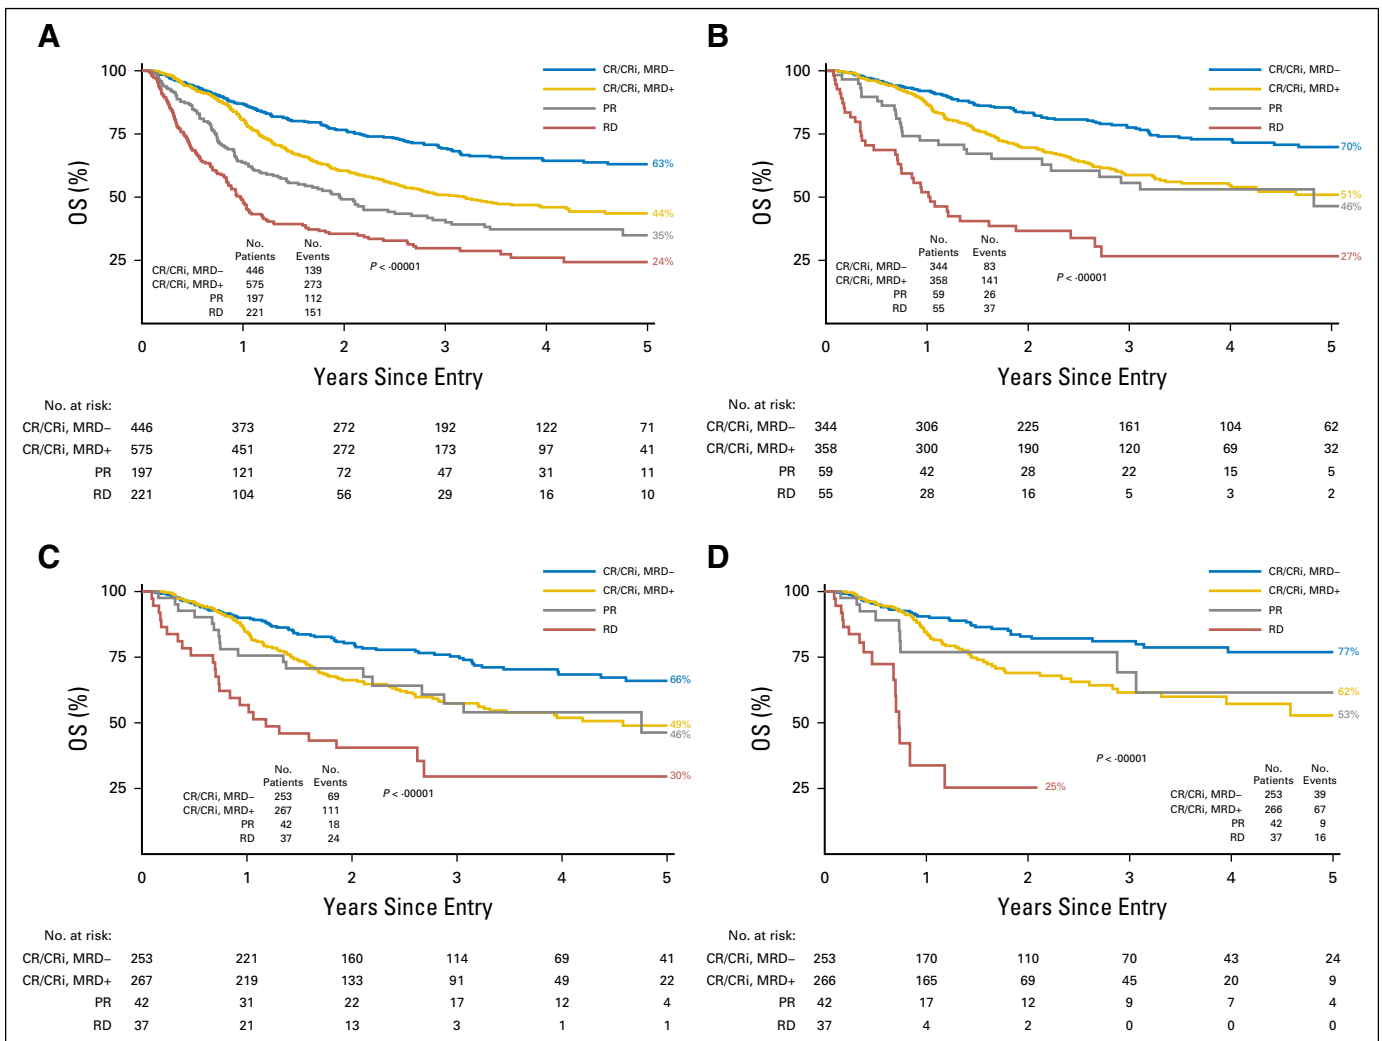 A
OS (%)
100
75
50
25
CR/CRi, MRD–
CR/CRi, MRD+
PR
RD
63%
44%
35%
24%
No. Patients No. Events
CR/CRi, MRD– 446 139
CR/CRi, MRD+ 575 273
PR 197 112
RD 221 151
P < ·00001
0 1 2 3 4 5
Years Since Entry
No. at risk:
CR/CRi, MRD– 446 373 272 192 122 71
CR/CRi, MRD+ 575 451 272 173 97 41
PR 197 121 72 47 31 11
RD 221 104 56 29 16 10
B
OS (%)
100
75
50
25
CR/CRi, MRD–
CR/CRi, MRD+
PR
RD
70%
51%
46%
27%
No. Patients No. Events
CR/CRi, MRD– 344 83
CR/CRi, MRD+ 358 141
PR 59 26
RD 55 37
P < ·00001
0 1 2 3 4 5
Years Since Entry
No. at risk:
CR/CRi, MRD– 344 306 225 161 104 62
CR/CRi, MRD+ 358 300 190 120 69 32
PR 59 42 28 22 15 5
RD 55 28 16 5 3 2
C
OS (%)
100
75
50
25
CR/CRi, MRD–
CR/CRi, MRD+
PR
RD
66%
49%
46%
30%
No. Patients No. Events
CR/CRi, MRD– 253 69
CR/CRi, MRD+ 267 111
PR 42 18
RD 37 24
P < ·00001
0 1 2 3 4 5
Years Since Entry
No. at risk:
CR/CRi, MRD– 253 221 160 114 69 41
CR/CRi, MRD+ 267 219 133 91 49 22
PR 42 31 22 17 12 4
RD 37 21 13 3 1 1
D
OS (%)
100
75
50
25
CR/CRi, MRD–
CR/CRi, MRD+
PR
RD
77%
62%
53%
25%
P < ·00001
No. Patients No. Events
CR/CRi, MRD– 253 39
CR/CRi, MRD+ 266 67
PR 42 9
RD 37 16
0 1 2 3 4 5
Years Since Entry
No. at risk:
CR/CRi, MRD– 253 170 110 70 43 24
CR/CRi, MRD+ 266 165 69 45 20 9
PR 42 17 12 9 7 4
RD 37 4 2 0 0 0